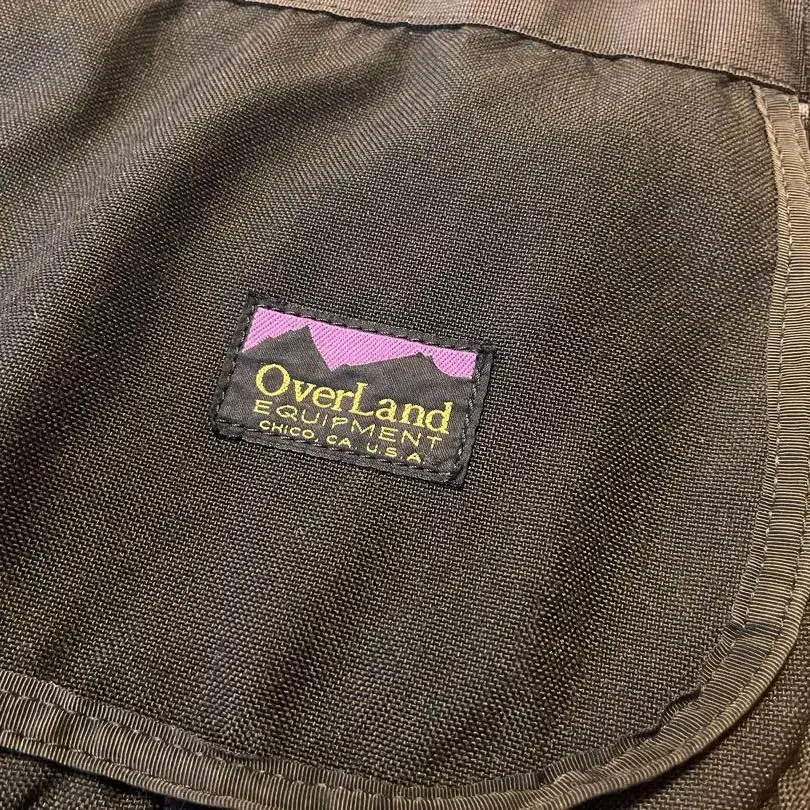 OverLand
EQUIPMENT
CHICO, CA U.S.A